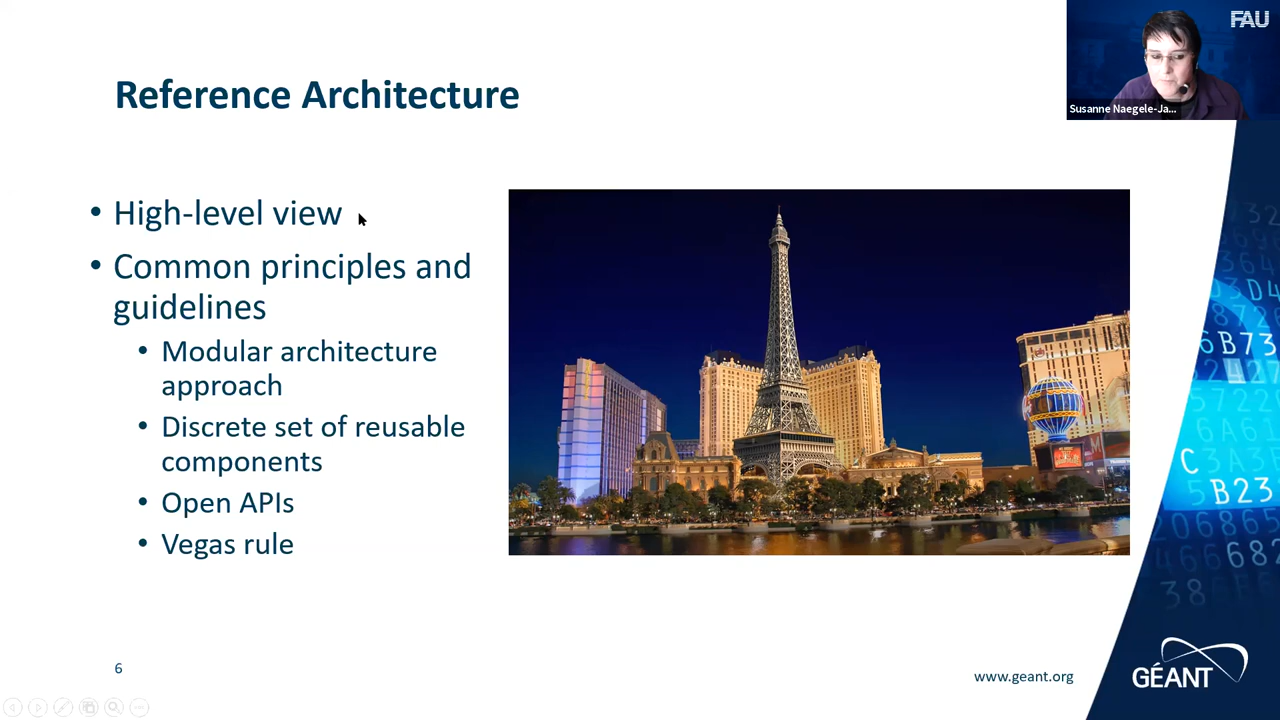 FAU
Susanne Naegele-Ja...
Reference Architecture
• High-level view
• Common principles and
guidelines
• Modular architecture
approach
• Discrete set of reusable
components
• Open APIs
• Vegas rule
6
www.geant.org
GÉANT